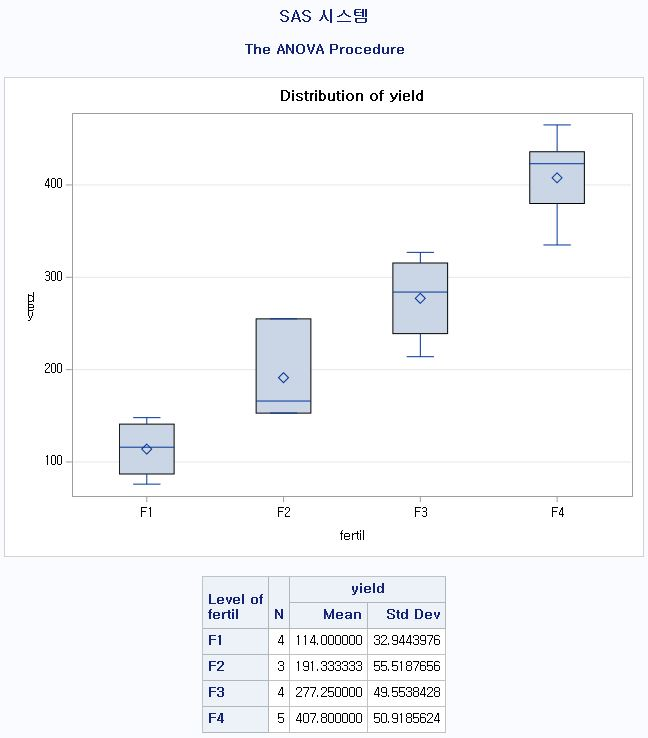 SAS 시스템
The ANOVA Procedure
Distribution of yield
400
300
200
100
yield
F1 F2 F3 F4
fertil
Level of fertil N yield
Mean Std Dev
F1 4 114.000000 32.9443976
F2 3 191.333333 55.5187656
F3 4 277.250000 49.5538428
F4 5 407.800000 50.9185624